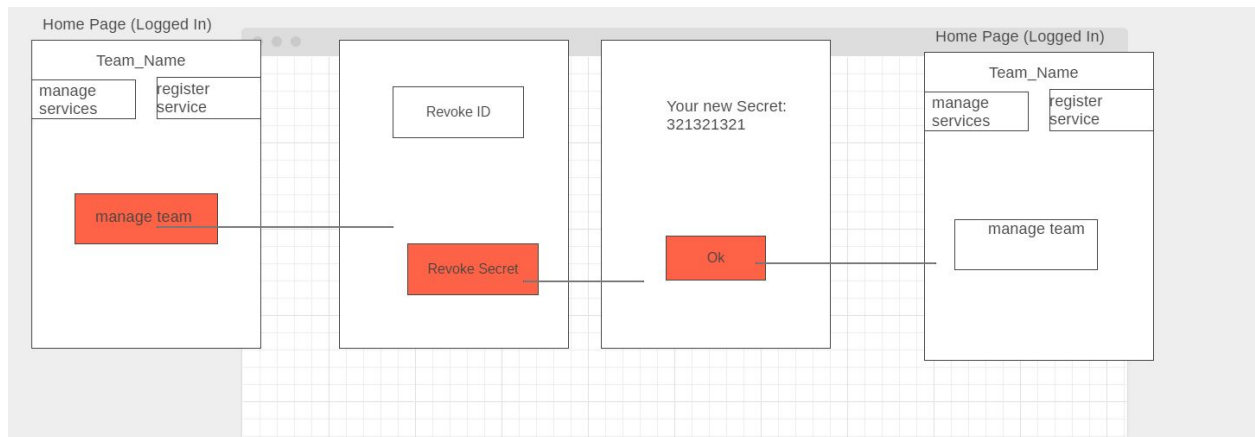 Home Page (Logged In)
Team_Name
manage
services
register
service
manage team
Revoke ID
Revoke Secret
Your new Secret:
321321321
Ok
Home Page (Logged In)
Team_Name
manage
services
register
service
manage team